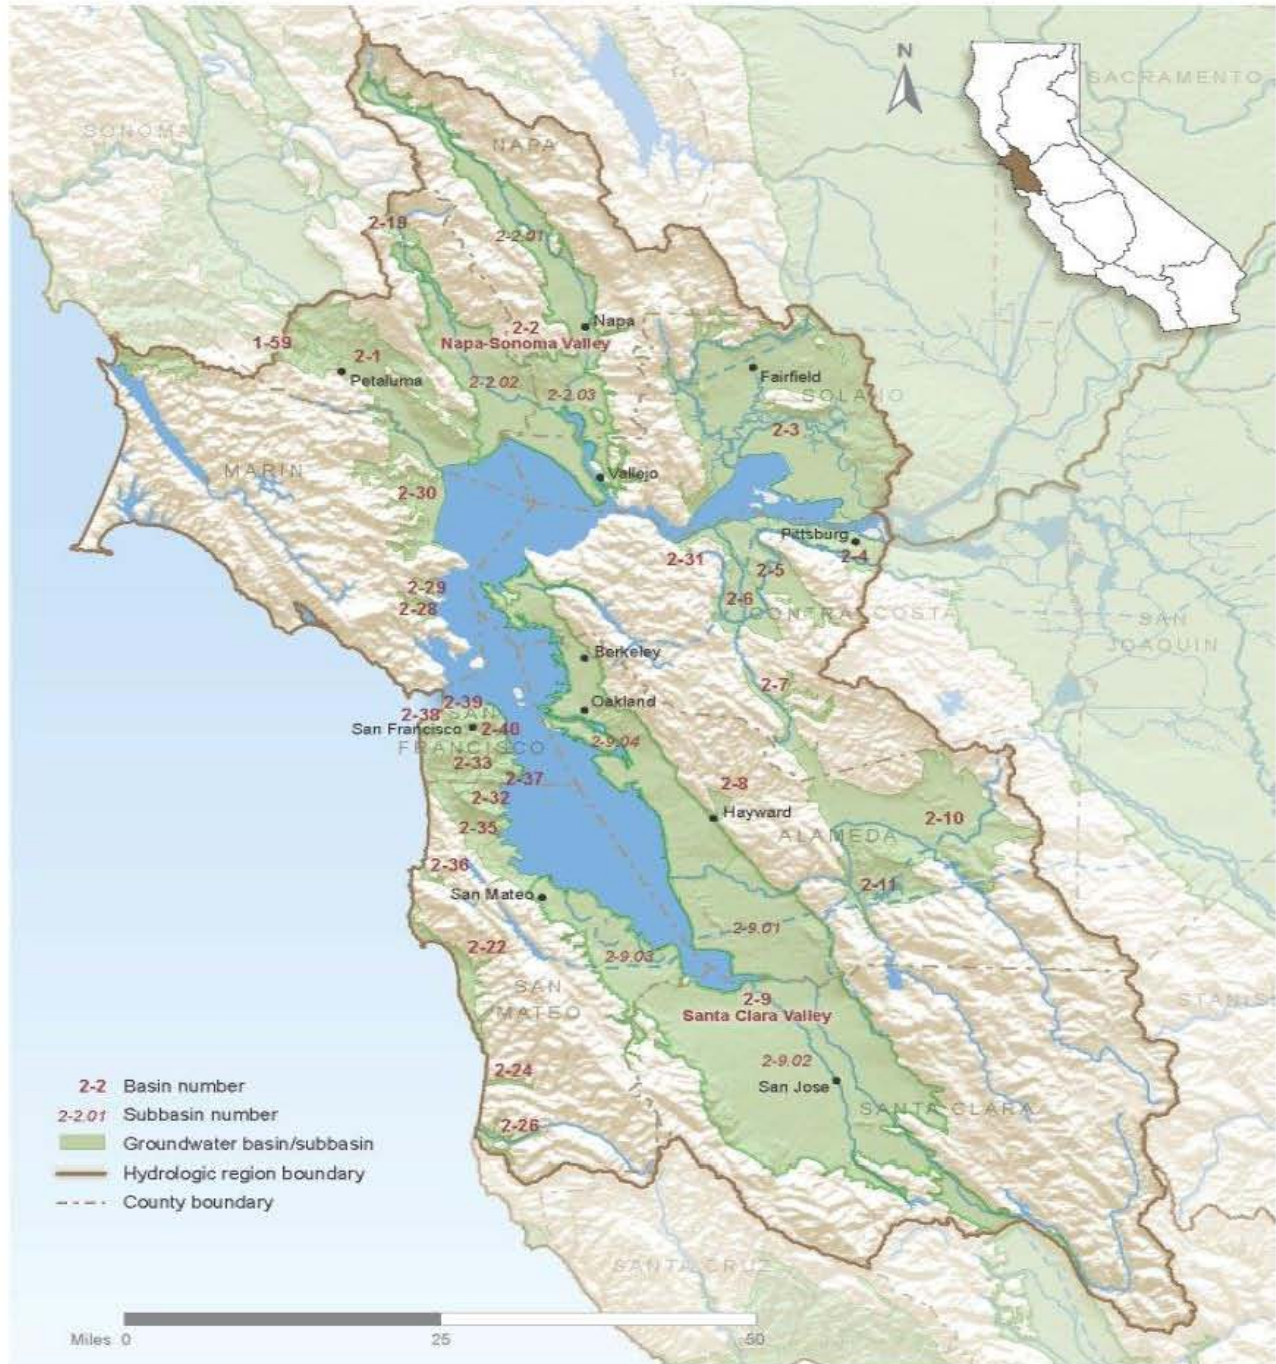 N
SACRAMENTO
SONOMA
NAPA
2-19
2-2.01
2-2
Napa-Sonoma Valley
Napa
1-59
2-1
Petaluma
2-2.02
2-2.03
Fairfield
SOLANO
2-3
MARIN
Vallejo
2-30
Pittsburg
2-4
2-31
2-5
2-6
2-29
2-28
CONTRA COSTA
SAN
JOAQUIN
Berkeley
2-7
2-39
Oakland
2-38
SAN
San Francisco
2-40
FRANCISCO
2-9.04
2-33
2-37
2-8
2-32
Hayward
2-10
2-35
ALAMEDA
2-36
2-11
San Mateo
2-9.01
2-22
2-9.03
SAN
MATEO
2-9
Santa Clara Valley
STANIS
2-9.02
2-24
San Jose
SANTA CLARA
2-26
SANTA CRUZ
2-2 Basin number
2-2.01 Subbasin number
Groundwater basin/subbasin
Hydrologic region boundary
County boundary
Miles 0 25 50